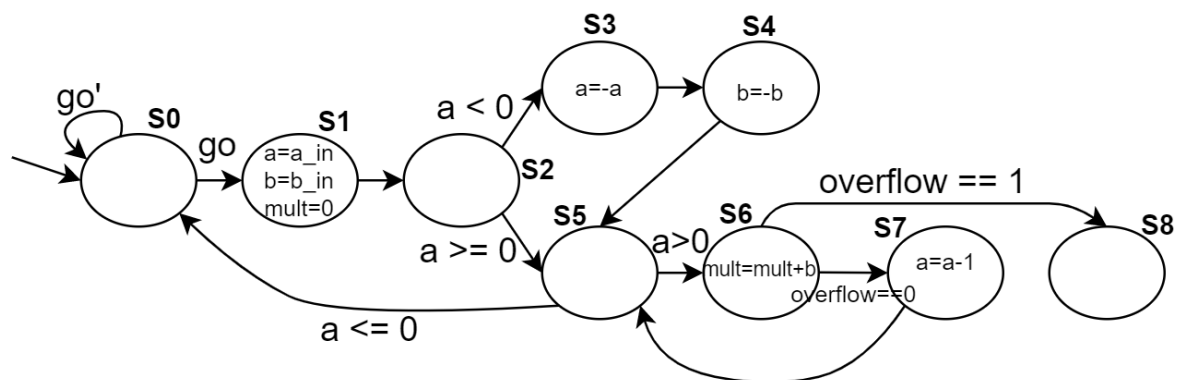 S3
S4
a=-a
b=-b
go'
S0
a < 0
S1
go
a=a_in
b=b_in
mult=0
S2
overflow == 1
S5
S6
S7
S8
a >= 0
a>0
mult=mult+b
a=a-1
overflow==0
a <= 0